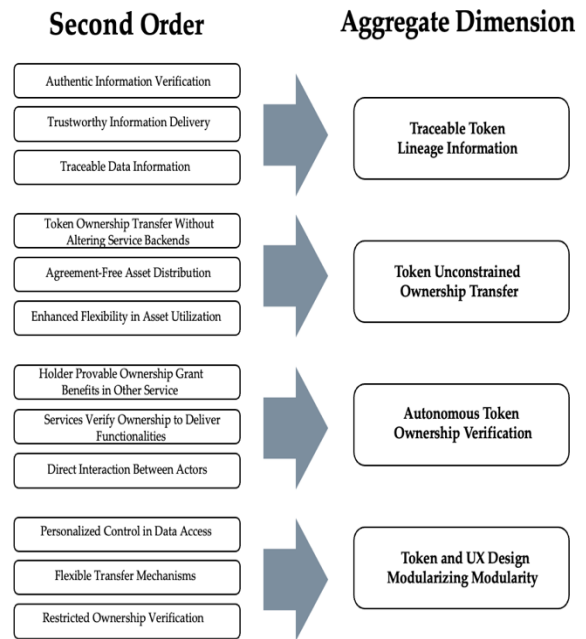 Second Order
Aggregate Dimension
Authentic Information Verification
Trustworthy Information Delivery
Traceable Data Information
Traceable Token
Lineage Information
Token Ownership Transfer Without
Altering Service Backends
Agreement-Free Asset Distribution
Enhanced Flexibility in Asset Utilization
Token Unconstrained
Ownership Transfer
Holder Provable Ownership Grant
Benefits in Other Service
Services Verify Ownership to Deliver
Functionalities
Direct Interaction Between Actors
Autonomous Token
Ownership Verification
Personalized Control in Data Access
Flexible Transfer Mechanisms
Restricted Ownership Verification
Token and UX Design
Modularizing Modularity